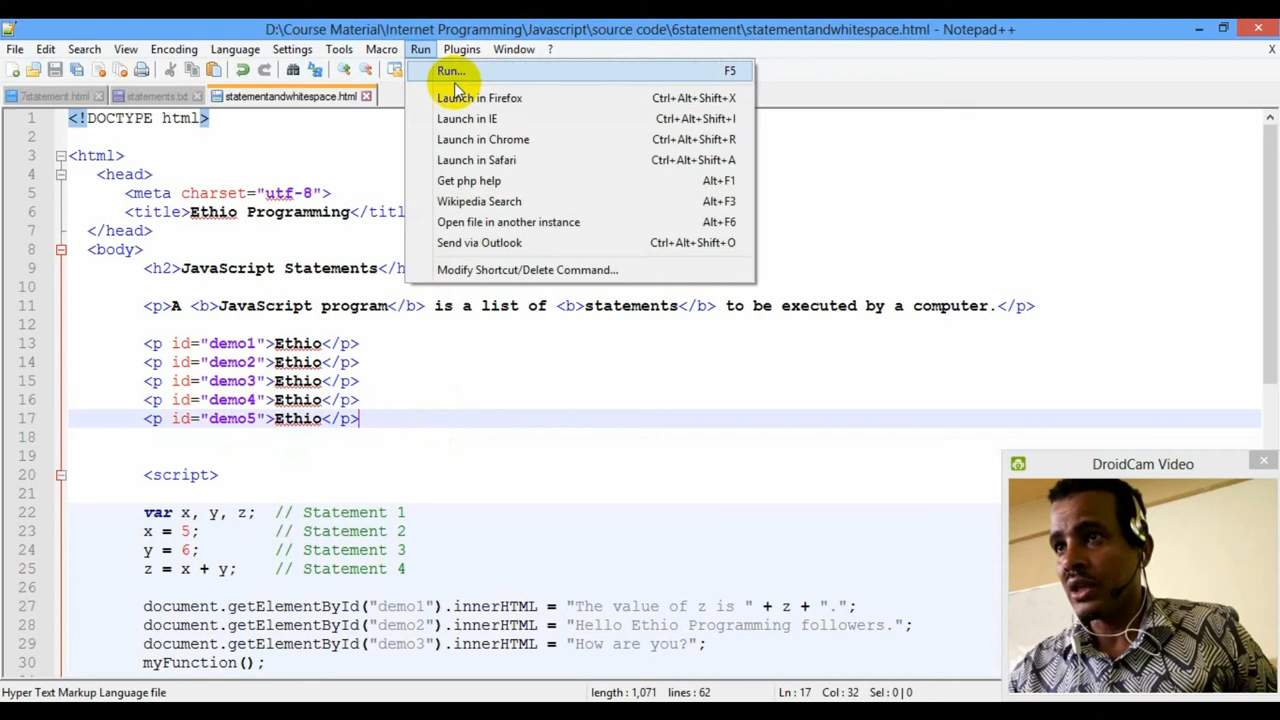 D:\Course Material\Internet Programming\Javascript\source code\6statement\statementandwhitespace.html - Notepad++
File Edit Search View Encoding Language Settings Tools Macro Run Plugins Window ? X
7statement.html statements.txt statementandwhitespace.html
Run... F5
Launch in Firefox Ctrl+Alt+Shift+X
Launch in IE Ctrl+Alt+Shift+I
Launch in Chrome Ctrl+Alt+Shift+R
Launch in Safari Ctrl+Alt+Shift+A
Get php help Alt+F1
Wikipedia Search Alt+F3
Open file in another instance Alt+F6
Send via Outlook Ctrl+Alt+Shift+O
Modify Shortcut/Delete Command...
1 <!DOCTYPE html>
2
3 <html>
4 <head>
5 <meta charset="utf-8">
6 <title>Ethio Programming</titl
7 </head>
8 <body>
9 <h2>JavaScript Statements</h
10
11 <p>A <b>JavaScript program</b> is a list of <b>statements</b> to be executed by a computer.</p>
12
13 <p id="demo1">Ethio</p>
14 <p id="demo2">Ethio</p>
15 <p id="demo3">Ethio</p>
16 <p id="demo4">Ethio</p>
17 <p id="demo5">Ethio</p>
18
19
20 <script>
21
22 var x, y, z; // Statement 1
23 x = 5; // Statement 2
24 y = 6; // Statement 3
25 z = x + y; // Statement 4
26
27 document.getElementById("demo1").innerHTML = "The value of z is " + z + ".";
28 document.getElementById("demo2").innerHTML = "Hello Ethio Programming followers.";
29 document.getElementById("demo3").innerHTML = "How are you?";
30 myFunction();
DroidCam Video
Hyper Text Markup Language file length : 1,071 lines : 62 Ln : 17 Col : 32 Sel : 0 | 0